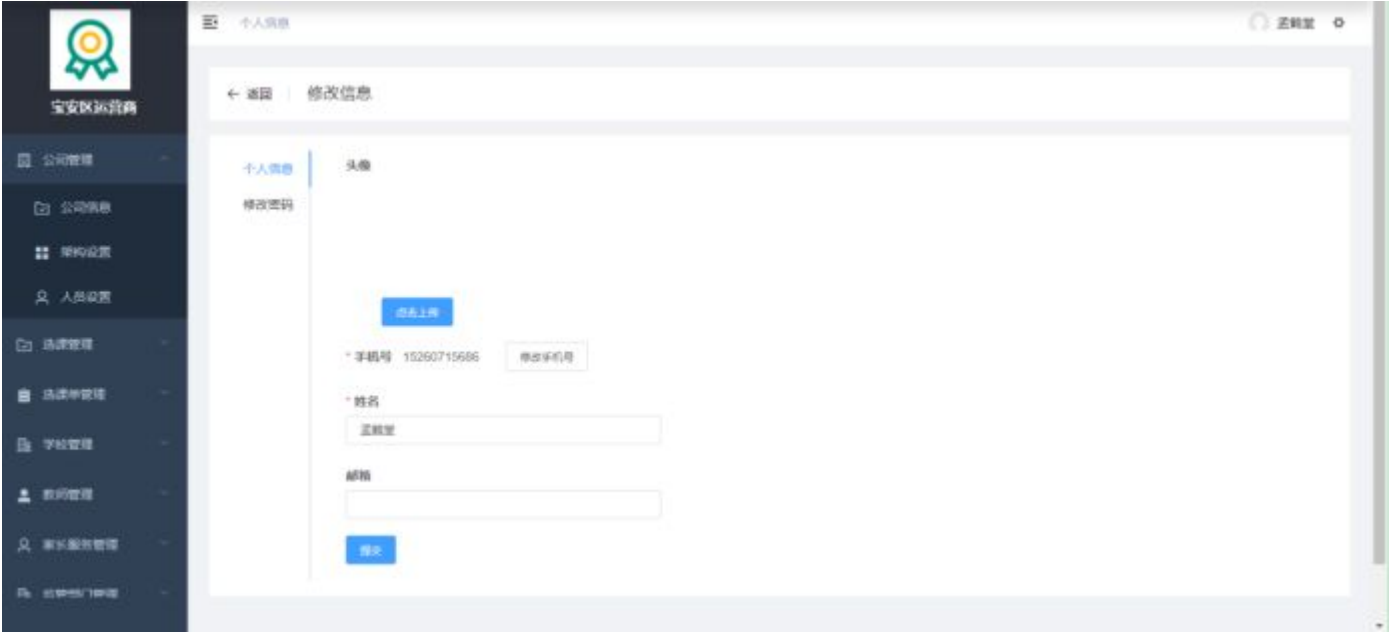 个人信息
孟鹤堂
宝安区运营商
返回
修改信息
公司管理
公司信息
架构设置
人员设置
选课管理
选课单管理
学校管理
教师管理
家长服务管理
个人信息
修改密码
头像
点击上传
* 手机号 15260715686 修改手机号
* 姓名
孟鹤堂
邮箱
提交